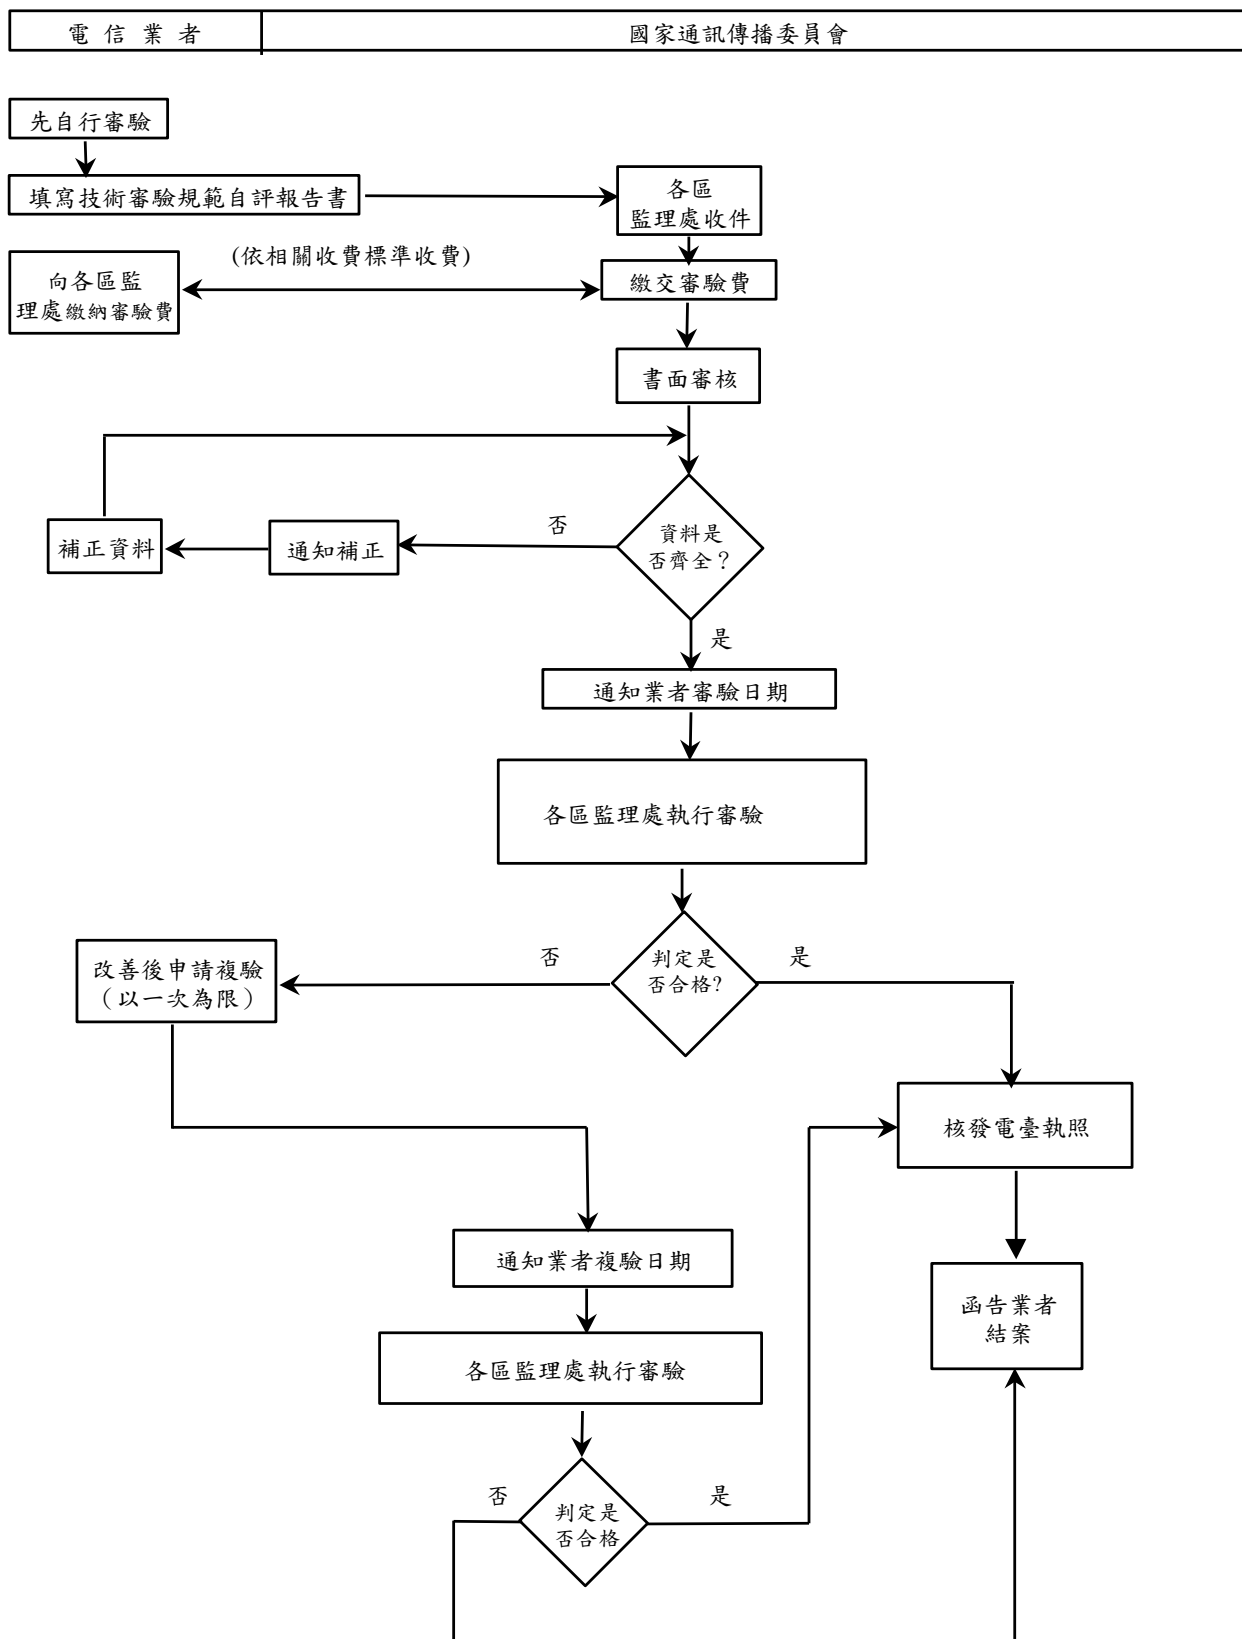 電信業者
國家通訊傳播委員會
先自行審驗
填寫技術審驗規範自評報告書
各區
監理處收件
(依相關收費標準收費)
向各區監
理處繳納審驗費
繳交審驗費
書面審核
否
資料是
否齊全？
補正資料
通知補正
是
通知業者審驗日期
各區監理處執行審驗
否
判定是
否合格?
是
改善後申請複驗
（以一次為限）
核發電臺執照
通知業者複驗日期
函告業者
結案
各區監理處執行審驗
否
判定是
否合格
是